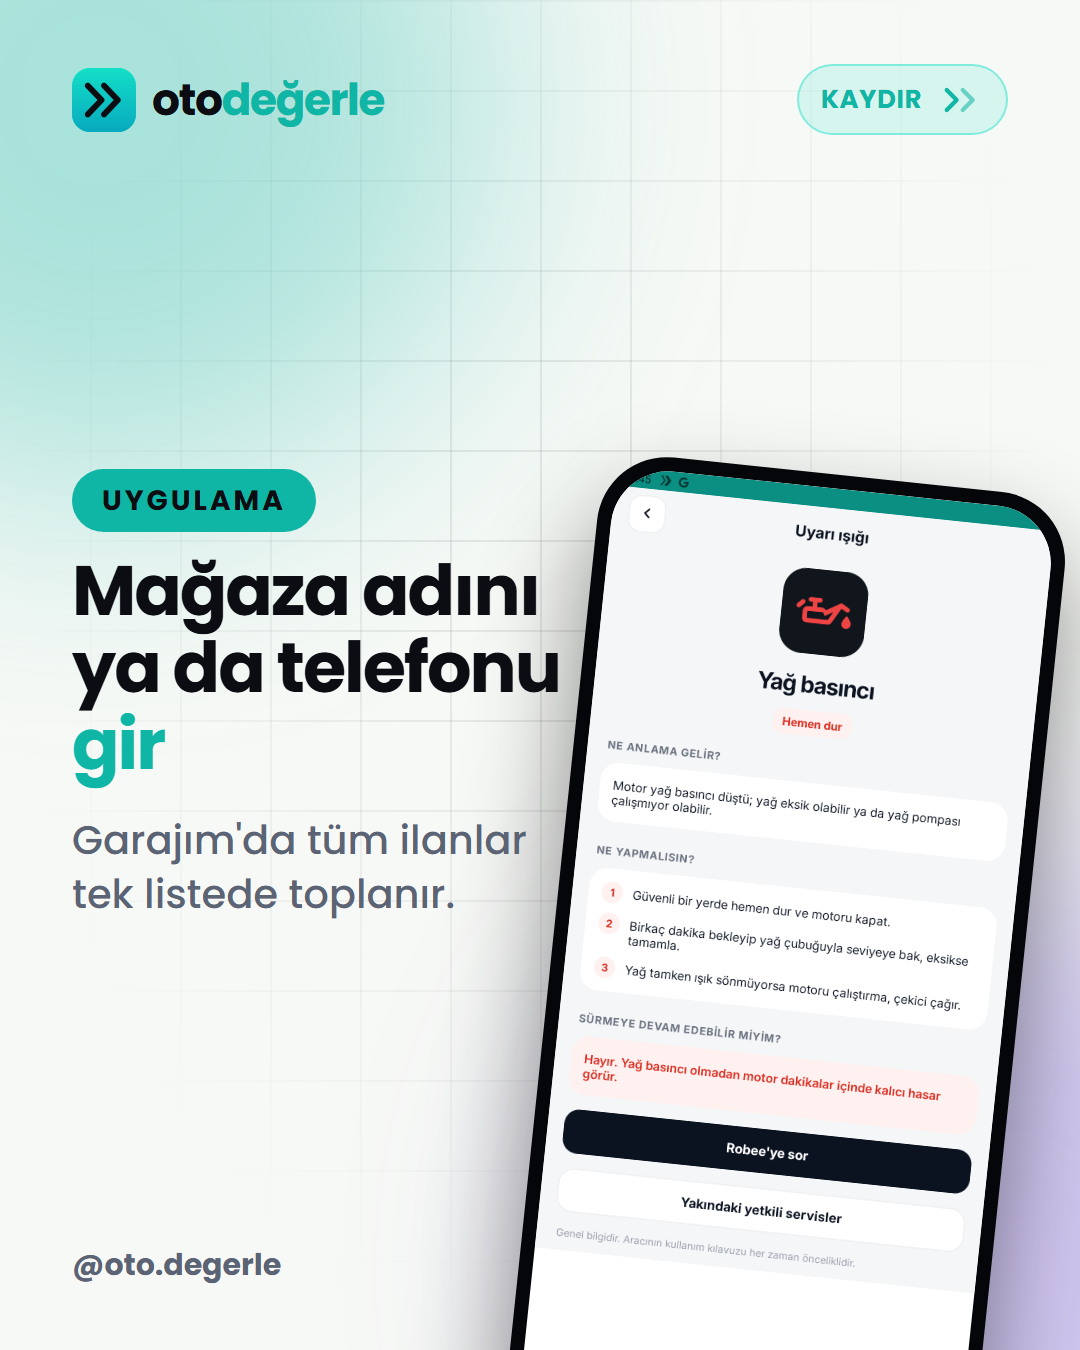 otodeğerle
KAYDIR
UYGULAMA
Mağaza adını
ya da telefonu
gir
Garajım'da tüm ilanlar
tek listede toplanır.
@oto.degerle
G
Uyarı ışığı
Yağ basıncı
Hemen dur
NE ANLAMA GELİR?
Motor yağ basıncı düştü; yağ eksik olabilir ya da yağ pompası
çalışmıyor olabilir.
NE YAPMALISIN?
1 Güvenli bir yerde hemen dur ve motoru kapat.
2 Birkaç dakika bekleyip yağ çubuğuyla seviyeye bak, eksikse
tamamla.
3 Yağ tamken ışık sönmüyorsa motoru çalıştırma, çekici çağır.
SÜRMEYE DEVAM EDEBİLİR MİYİM?
Hayır. Yağ basıncı olmadan motor dakikalar içinde kalıcı hasar
görür.
Robee'ye sor
Yakındaki yetkili servisler
Genel bilgidir. Aracının kullanım kılavuzu her zaman önceliklidir.